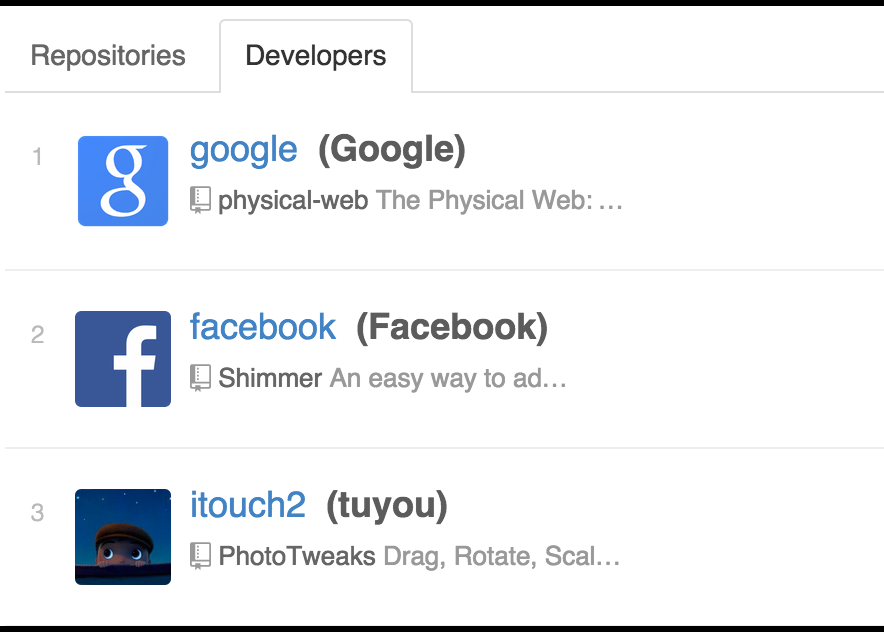 Repositories Developers
1 google (Google)
physical-web The Physical Web: …
2 facebook (Facebook)
Shimmer An easy way to ad…
3 itouch2 (tuyou)
PhotoTweaks Drag, Rotate, Scal…